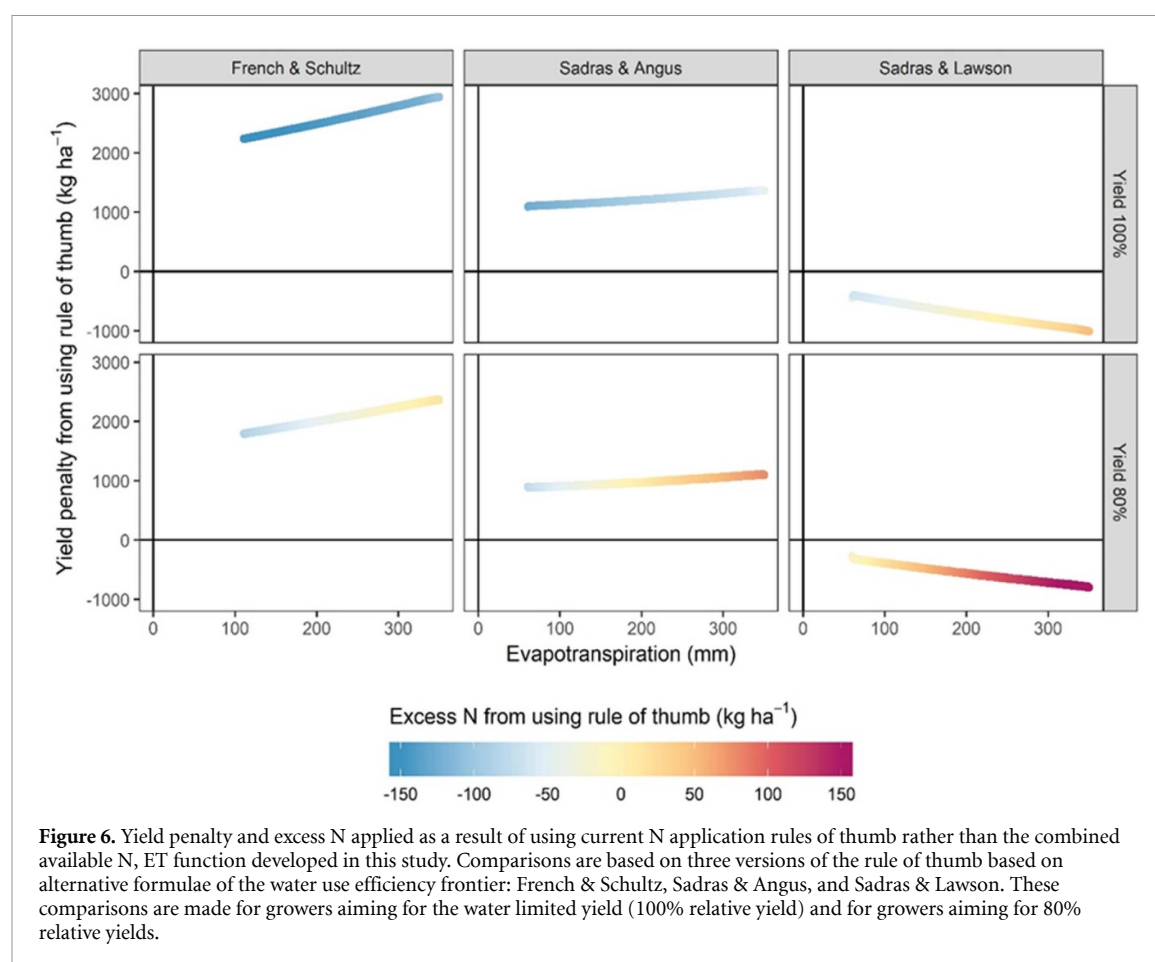 French & Schultz
Sadras & Angus
Sadras & Lawson
Yield penalty from using rule of thumb (kg ha⁻¹)
3000
2000
1000
0
-1000
Yield 100%
3000
2000
1000
0
-1000
Yield 80%
0 100 200 300
0 100 200 300
0 100 200 300
Evapotranspiration (mm)
Excess N from using rule of thumb (kg ha⁻¹)
-150 -100 -50 0 50 100 150
Figure 6. Yield penalty and excess N applied as a result of using current N application rules of thumb rather than the combined
available N, ET function developed in this study. Comparisons are based on three versions of the rule of thumb based on
alternative formulae of the water use efficiency frontier: French & Schultz, Sadras & Angus, and Sadras & Lawson. These
comparisons are made for growers aiming for the water limited yield (100% relative yield) and for growers aiming for 80%
relative yields.